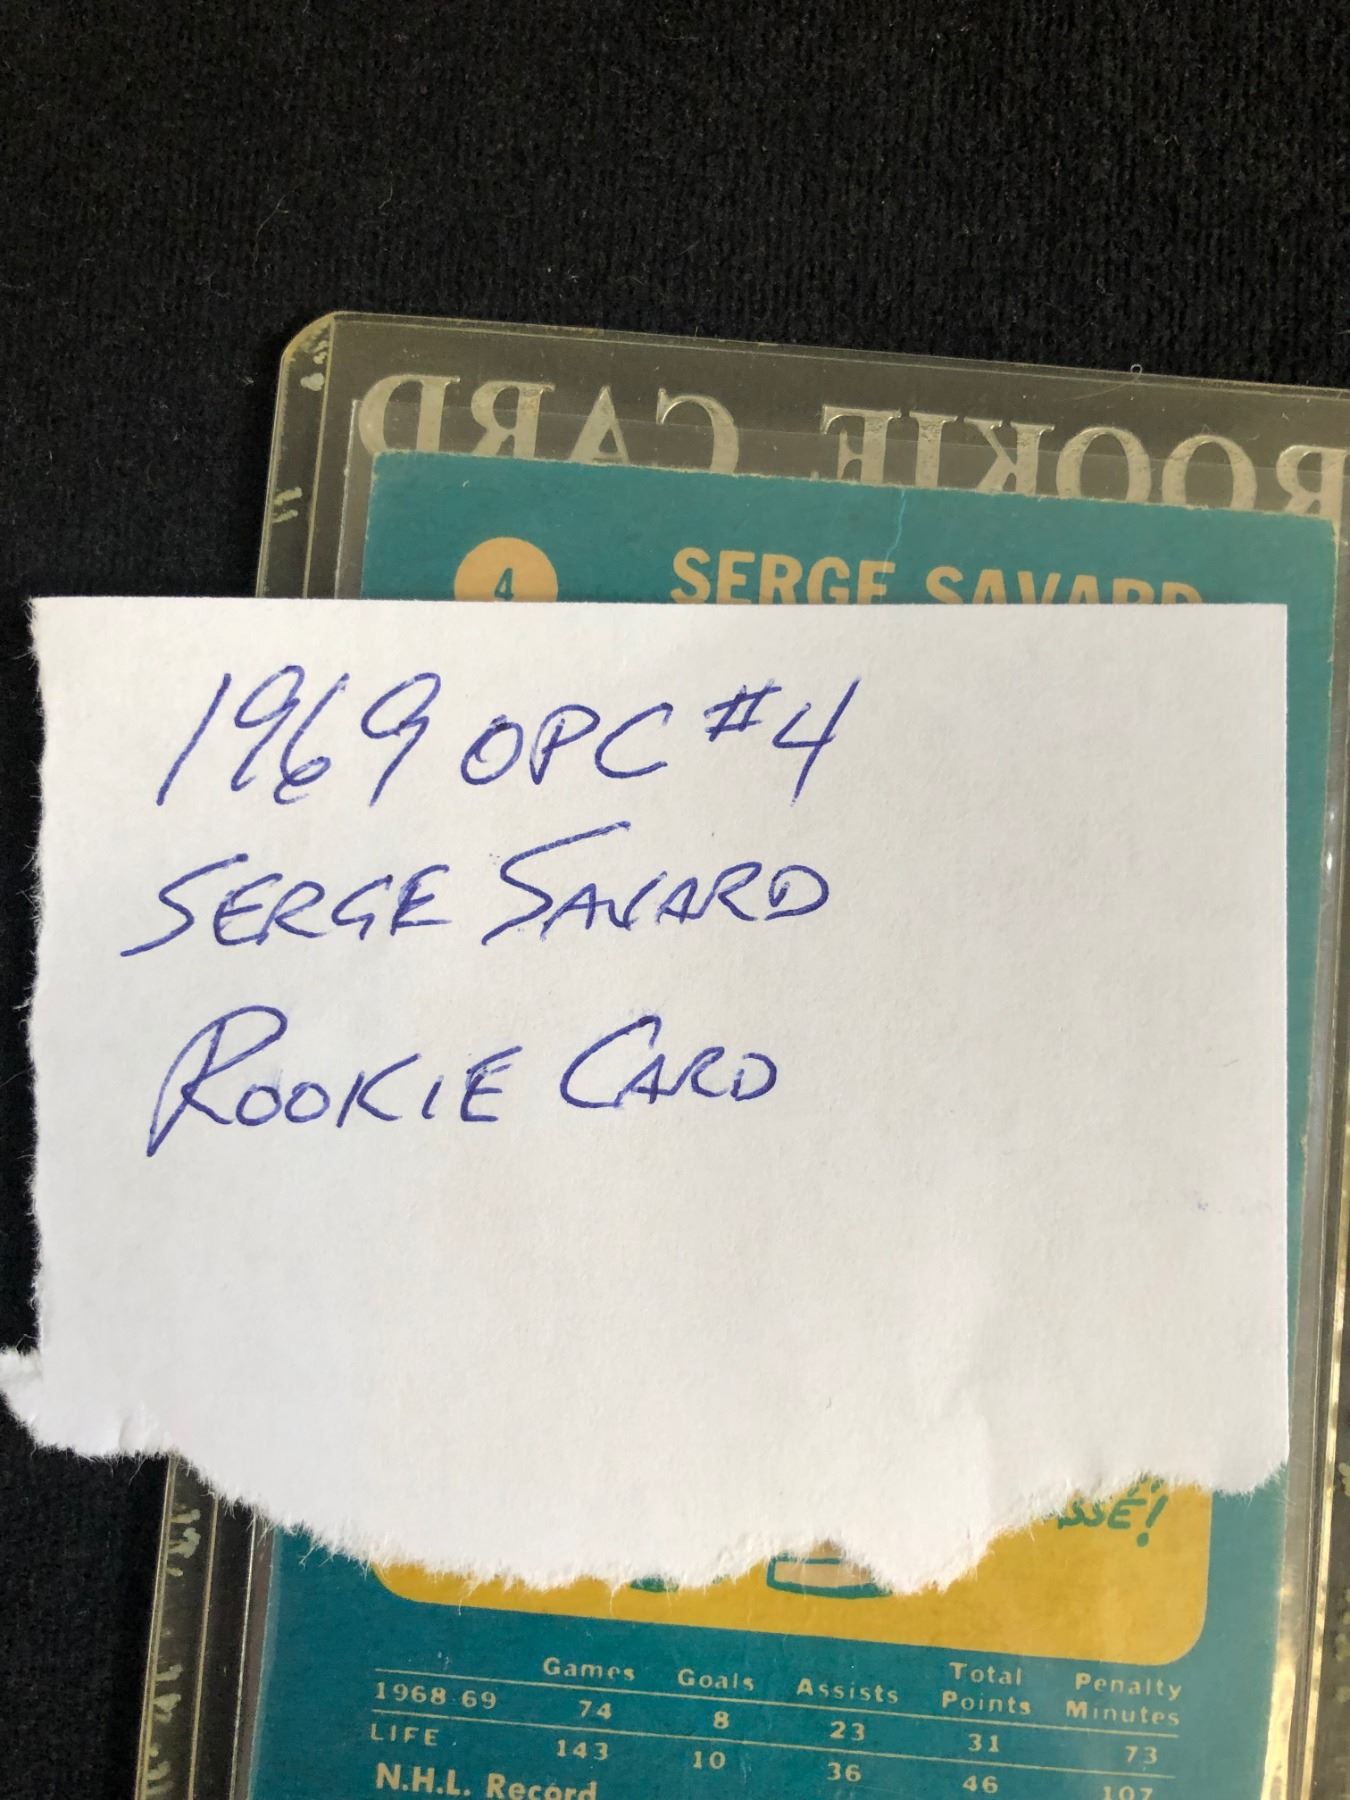 ROOKIE CARD
4 SERGE SAVARD
1969 OPC #4
SERGE SAVARD
ROOKIE CARD
SSE!
Games Goals Assists Total Points Penalty Minutes
1968-69 74 8 23 31 73
LIFE 143 10 36 46 107
N.H.L. Record